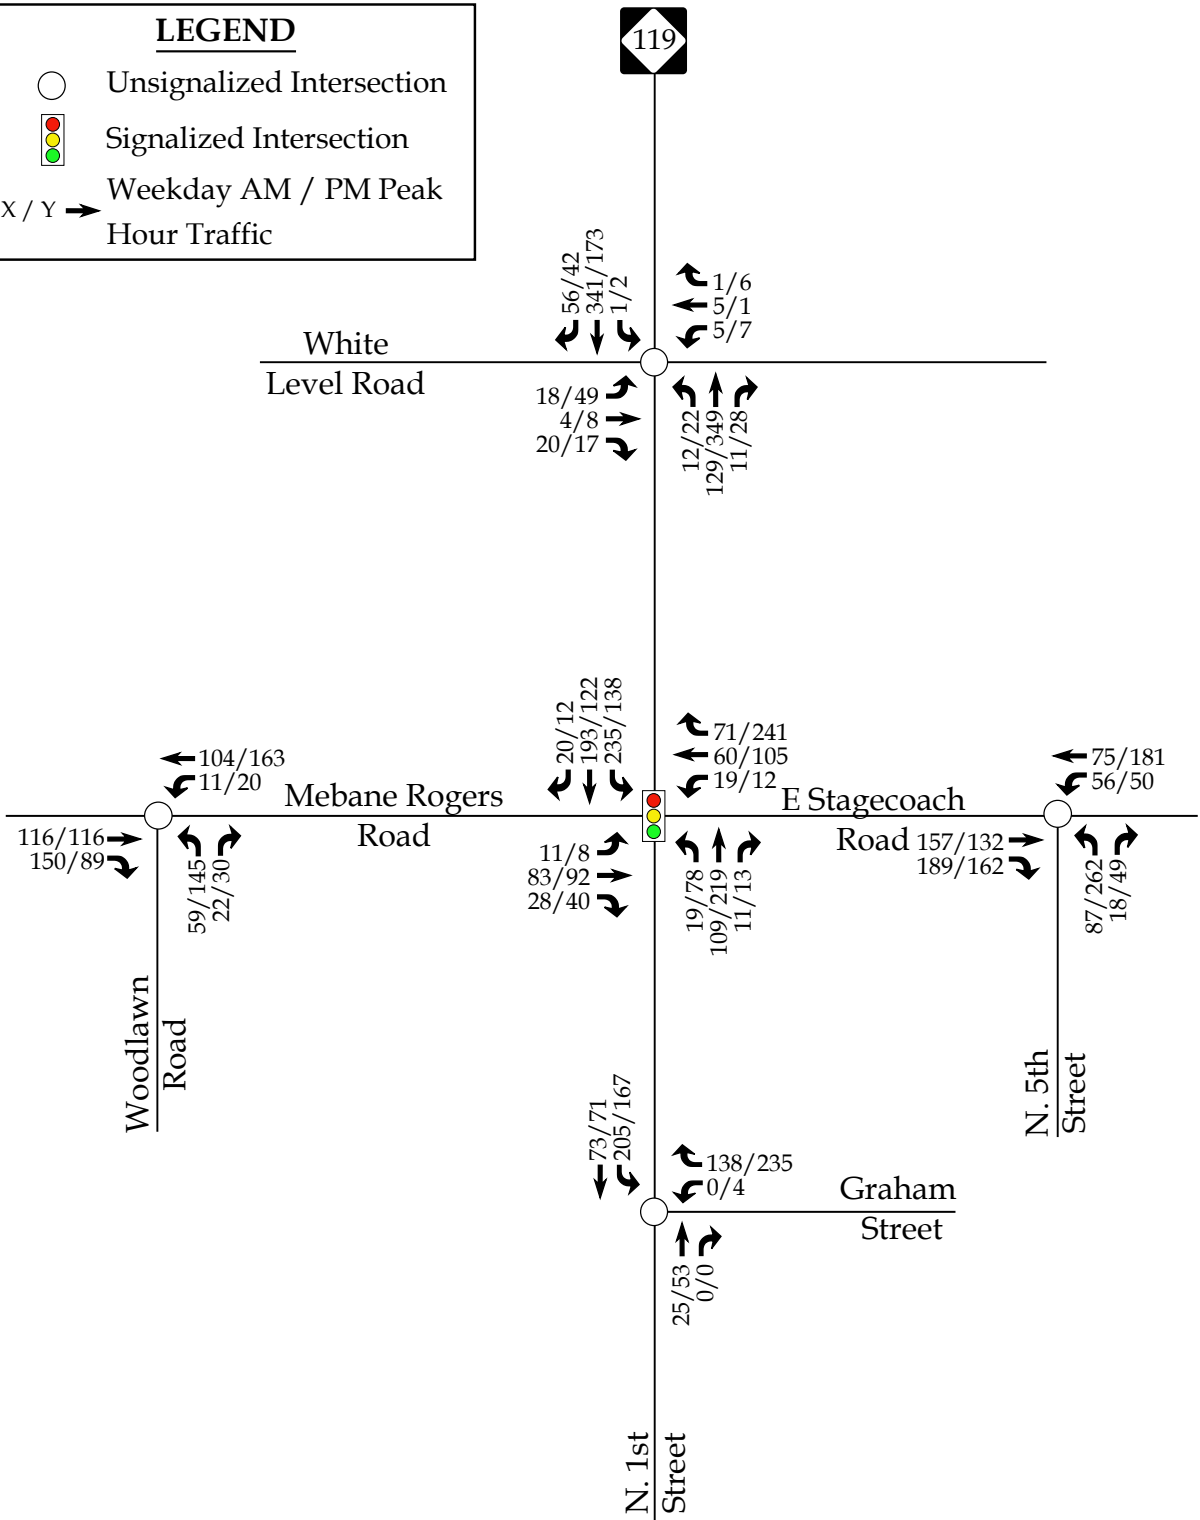 LEGEND
Unsignalized Intersection
Signalized Intersection
X / Y
Weekday AM / PM Peak
Hour Traffic
119
56/42
341/173
1/2
1/6
5/1
5/7
White
Level Road
18/49
4/8
20/17
12/22
129/349
11/28
20/12
193/122
235/138
71/241
60/105
19/12
104/163
11/20
Mebane Rogers
Road
116/116
150/89
59/145
22/30
11/8
83/92
28/40
19/78
109/219
11/13
E Stagecoach
Road
75/181
56/50
157/132
189/162
87/262
18/49
Woodlawn
Road
N. 5th
Street
73/71
205/167
138/235
0/4
Graham
Street
25/53
0/0
N. 1st
Street